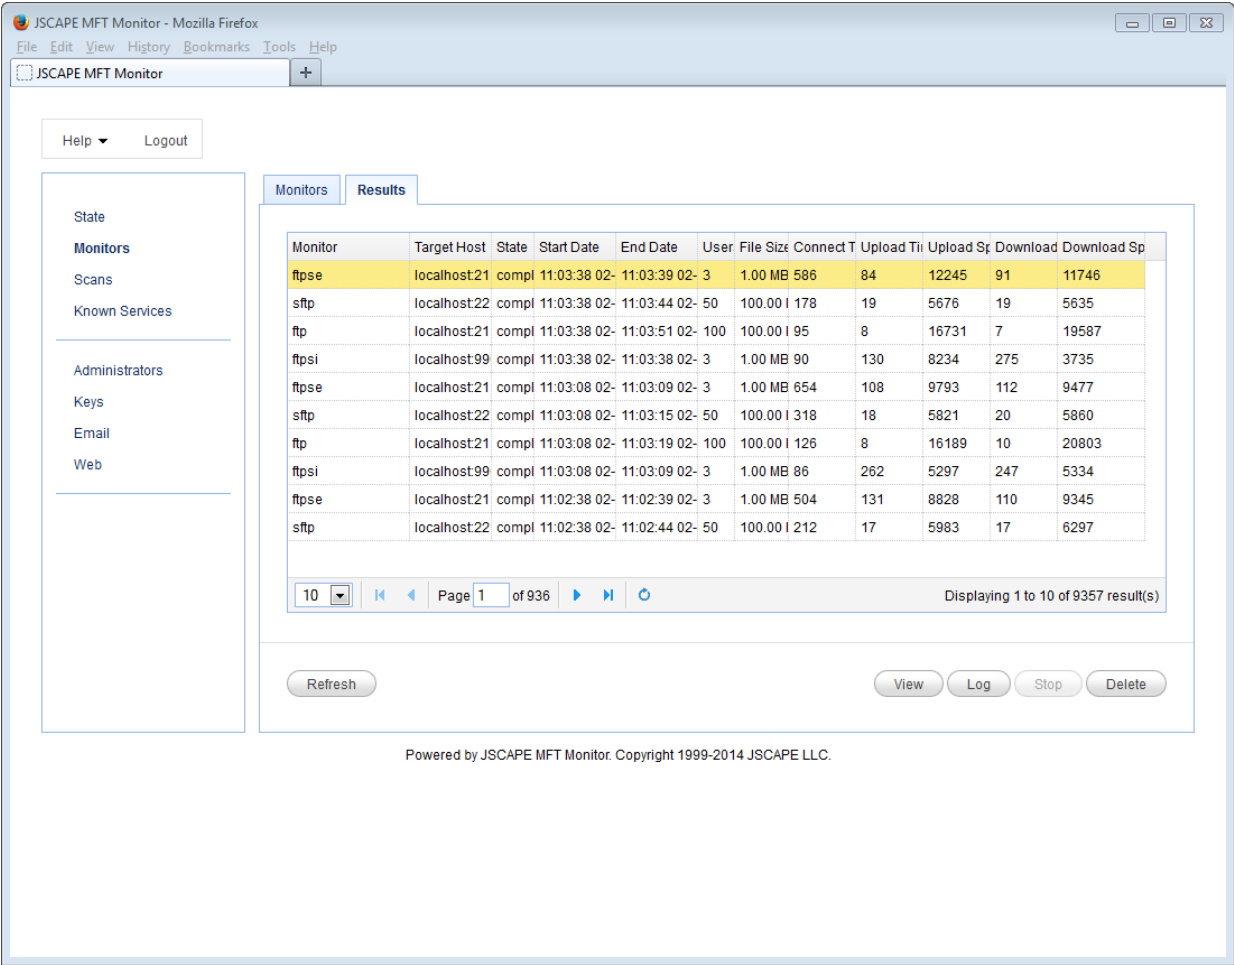 JSCAPE MFT Monitor - Mozilla Firefox
File Edit View History Bookmarks Tools Help
JSCAPE MFT Monitor
Help Logout
State
Monitors
Scans
Known Services
Administrators
Keys
Email
Web
Monitors Results
Monitor Target Host State Start Date End Date User File Size Connect T Upload Ti Upload Sp Download Download Sp
ftpse localhost:21 compl 11:03:38 02- 11:03:39 02- 3 1.00 MB 586 84 12245 91 11746
sftp localhost:22 compl 11:03:38 02- 11:03:44 02- 50 100.00 178 19 5676 19 5635
ftp localhost:21 compl 11:03:38 02- 11:03:51 02- 100 100.00 95 8 16731 7 19587
ftpsi localhost:99 compl 11:03:38 02- 11:03:38 02- 3 1.00 MB 90 130 8234 275 3735
ftpse localhost:21 compl 11:03:08 02- 11:03:09 02- 3 1.00 MB 654 108 9793 112 9477
sftp localhost:22 compl 11:03:08 02- 11:03:15 02- 50 100.00 318 18 5821 20 5860
ftp localhost:21 compl 11:03:08 02- 11:03:19 02- 100 100.00 126 8 16189 10 20803
ftpsi localhost:99 compl 11:03:08 02- 11:03:09 02- 3 1.00 MB 86 262 5297 247 5334
ftpse localhost:21 compl 11:02:38 02- 11:02:39 02- 3 1.00 MB 504 131 8828 110 9345
sftp localhost:22 compl 11:02:38 02- 11:02:44 02- 50 100.00 212 17 5983 17 6297
10 Page 1 of 936 Displaying 1 to 10 of 9357 result(s)
Refresh View Log Stop Delete
Powered by JSCAPE MFT Monitor. Copyright 1999-2014 JSCAPE LLC.